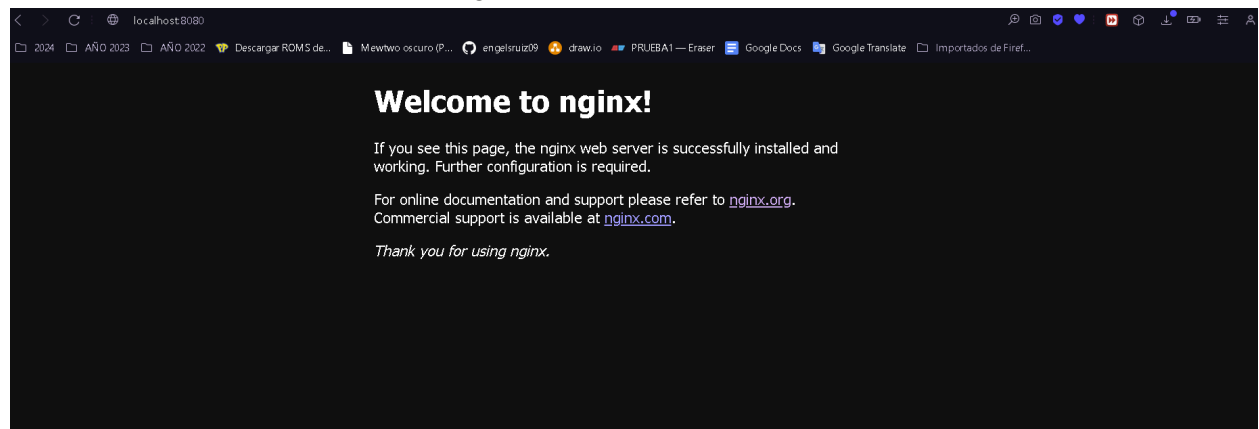 localhost:8080
2024 AÑO 2023 AÑO 2022 Descargar ROMS de... Mewtwo oscuro (P... engelsruiz09 draw.io PRUEBA1 — Eraser Google Docs Google Translate Importados de Firef...
Welcome to nginx!
If you see this page, the nginx web server is successfully installed and
working. Further configuration is required.
For online documentation and support please refer to nginx.org.
Commercial support is available at nginx.com.
Thank you for using nginx.